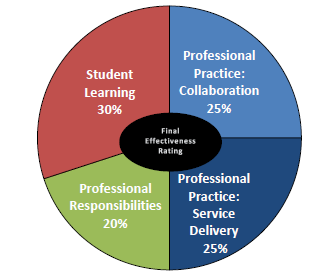 Professional
Practice:
Collaboration
25%
Student
Learning
30%
Final
Effectiveness
Rating
Professional
Responsibilities
20%
Professional
Practice:
Service
Delivery
25%